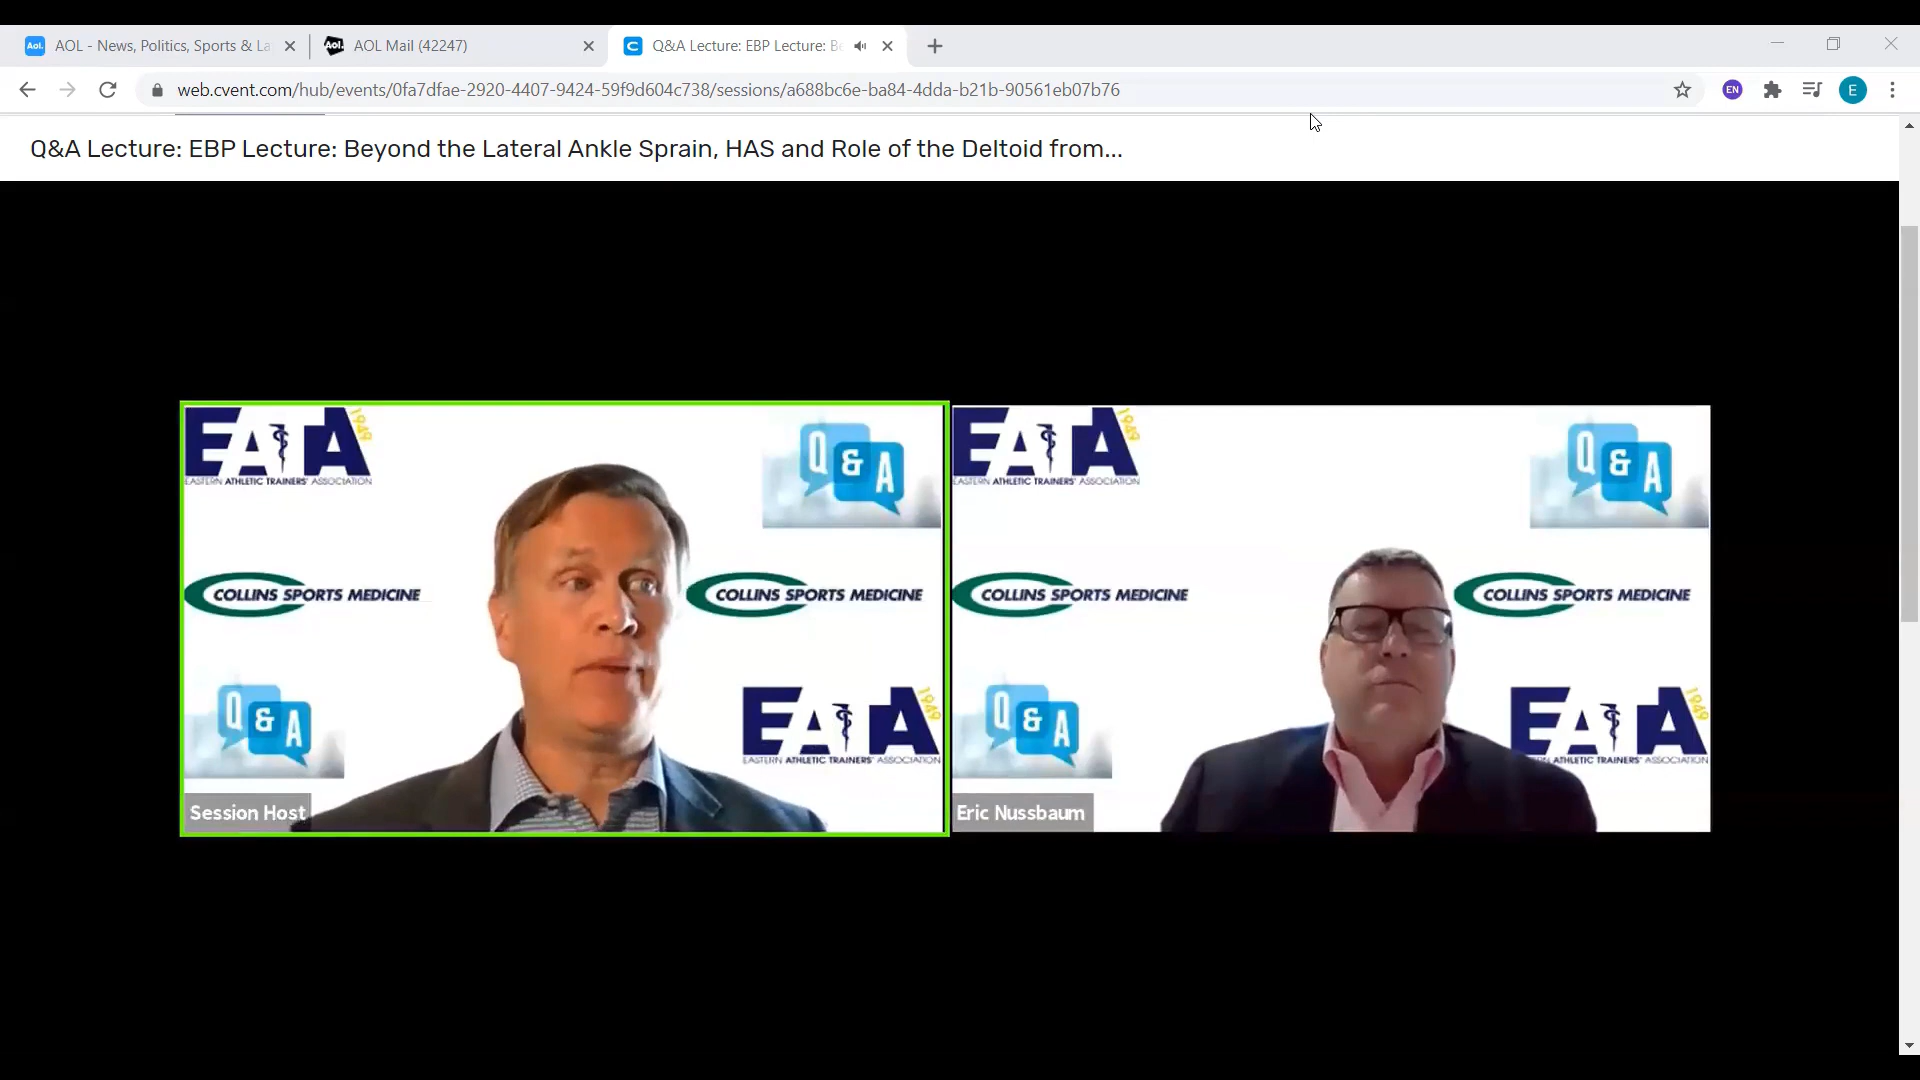 Aol.
AOL - News, Politics, Sports & La
Aol.
AOL Mail (42247)
C
Q&A Lecture: EBP Lecture: Be
web.cvent.com/hub/events/0fa7dfae-2920-4407-9424-59f9d604c738/sessions/a688bc6e-ba84-4dda-b21b-90561eb07b76
EN
E
Q&A Lecture: EBP Lecture: Beyond the Lateral Ankle Sprain, HAS and Role of the Deltoid from...
EATA 1949
EASTERN ATHLETIC TRAINERS' ASSOCIATION
Q & A
COLLINS SPORTS MEDICINE
COLLINS SPORTS MEDICINE
Q & A
EATA 1949
EASTERN ATHLETIC TRAINERS' ASSOCIATION
Session Host
EATA 1949
EASTERN ATHLETIC TRAINERS' ASSOCIATION
Q & A
COLLINS SPORTS MEDICINE
COLLINS SPORTS MEDICINE
Q & A
EATA 1949
EASTERN ATHLETIC TRAINERS' ASSOCIATION
Eric Nussbaum